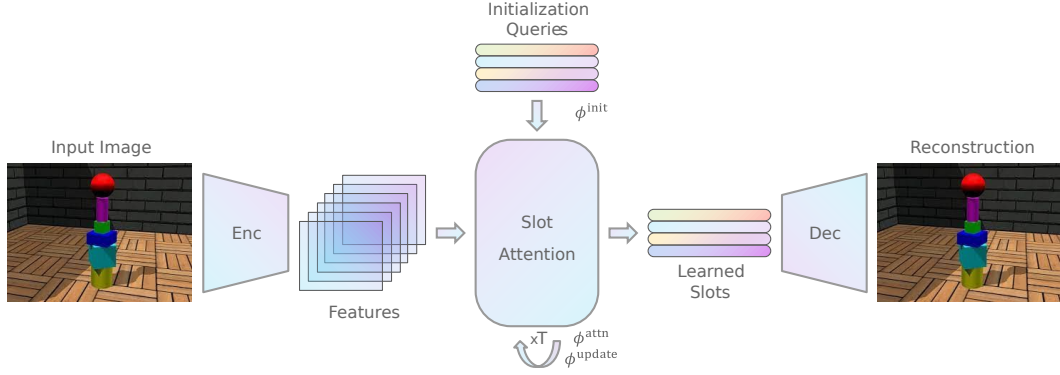 Initialization
Queries
ϕ^init
Input Image
Reconstruction
Enc
Slot
Attention
Dec
Learned
Slots
Features
xT
ϕ^attn
ϕ^update